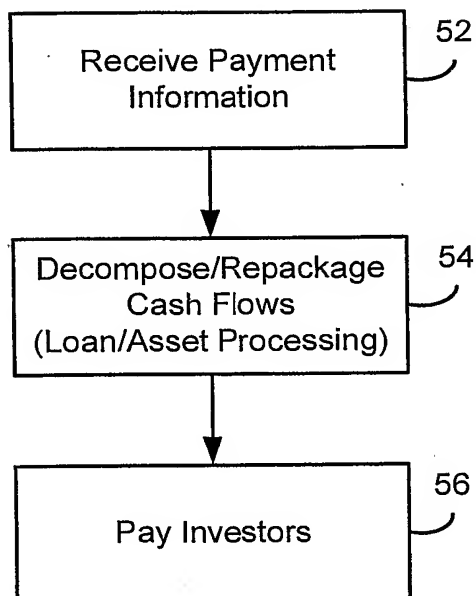 Receive Payment
Information
52
Decompose/Repackage
Cash Flows
(Loan/Asset Processing)
54
Pay Investors
56